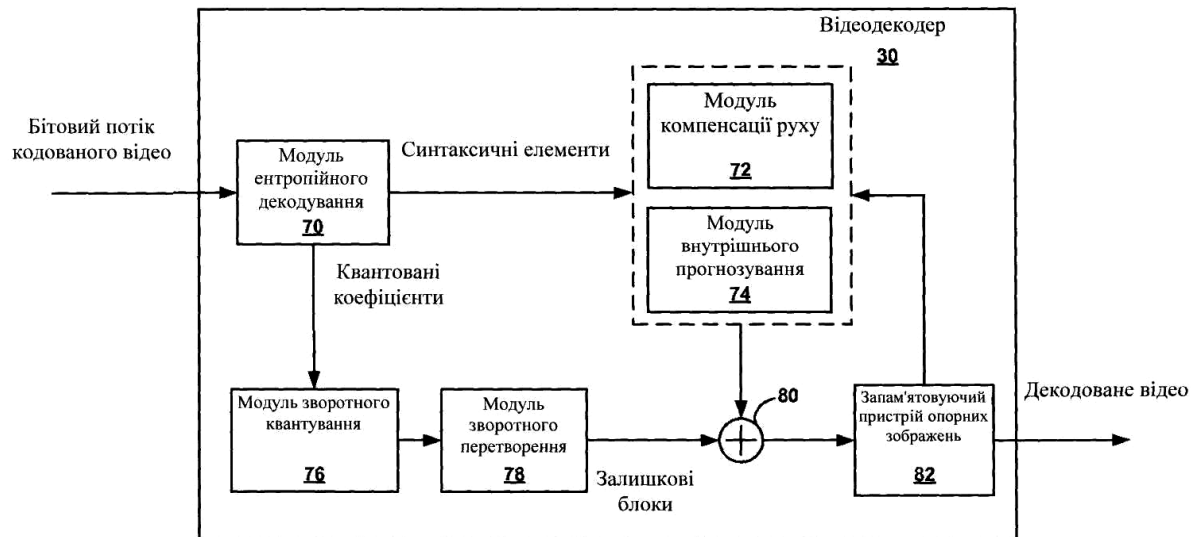 Відеодекодер
30
Бітовий потік
кодованого відео
Модуль
ентропійного
декодування
70
Синтаксичні елементи
Модуль
компенсації руху
72
Модуль
внутрішнього
прогнозування
74
Квантовані
коефіцієнти
Модуль зворотного
квантування
76
Модуль
зворотного
перетворення
78
Залишкові
блоки
80
Запам'ятовуючий
пристрій опорних
зображень
82
Декодоване відео